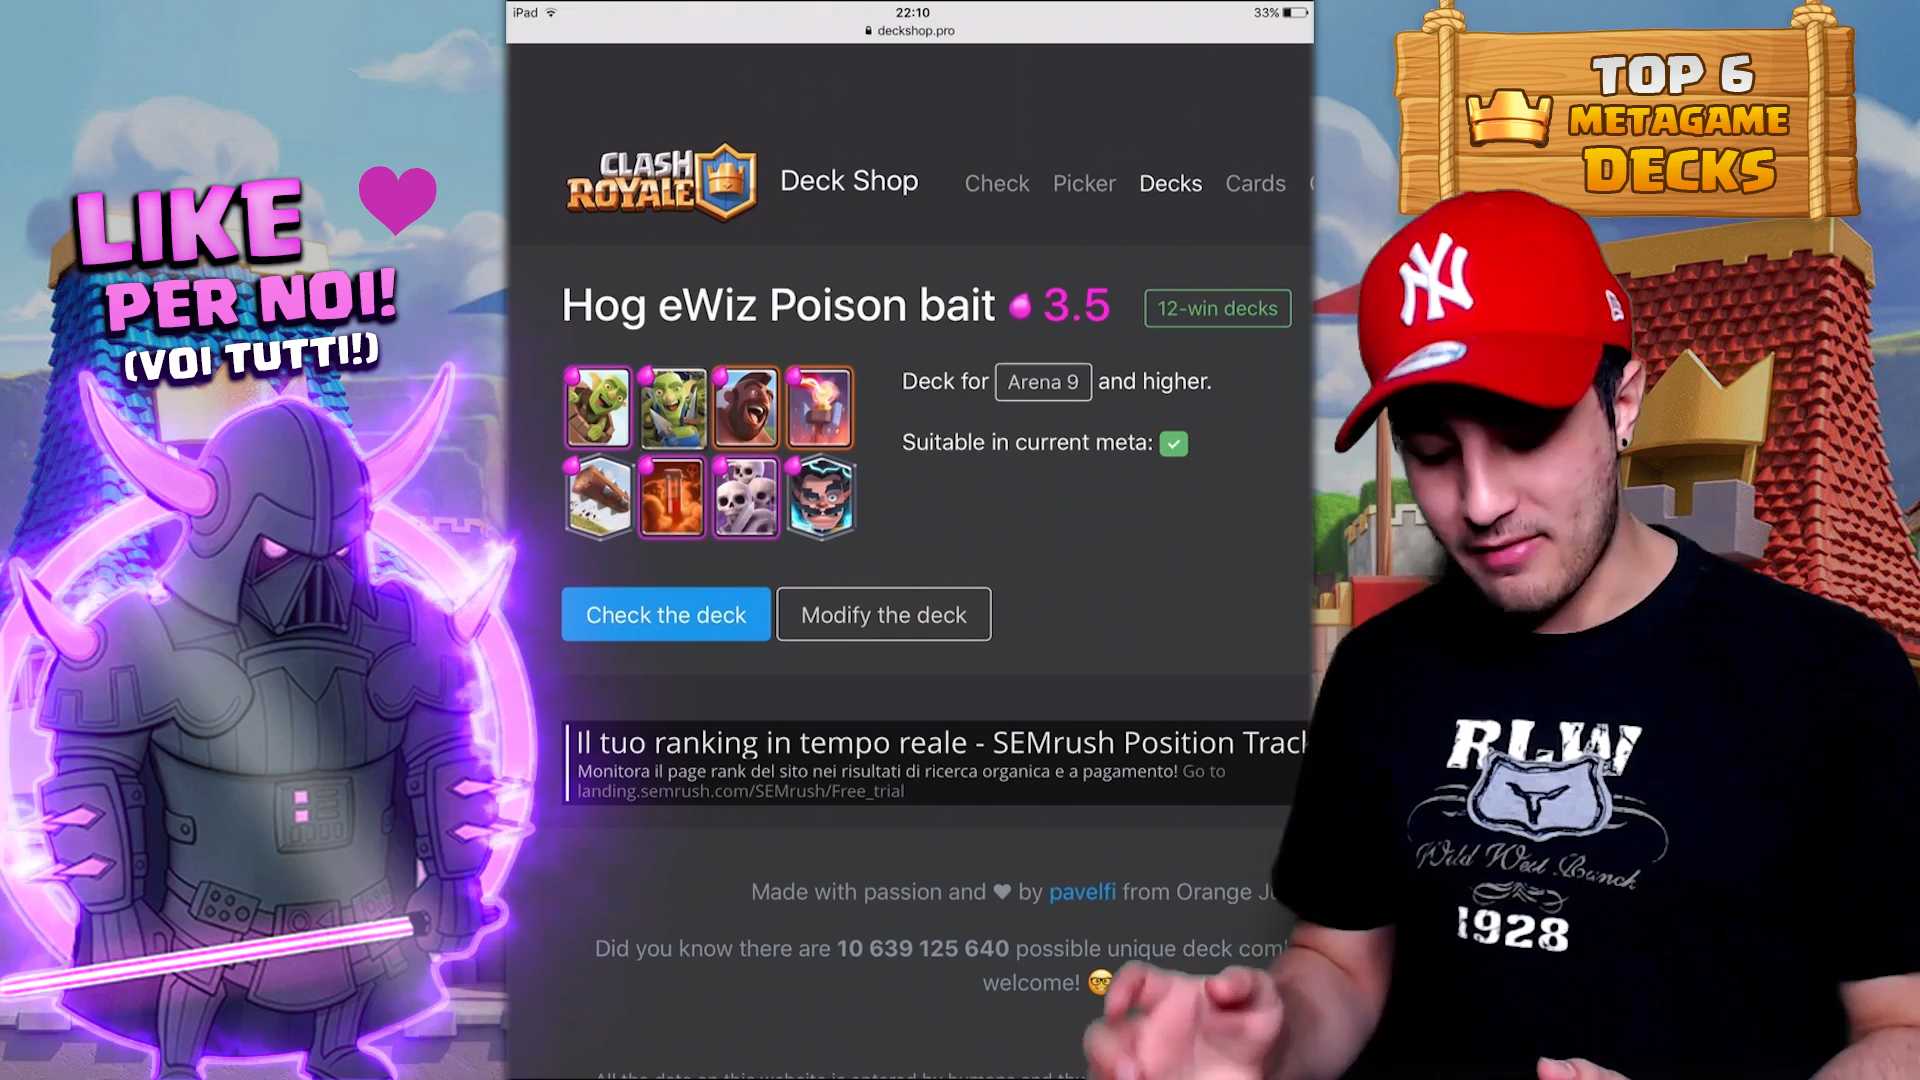 iPad
22:10
33%
deckshop.pro
CLASH ROYALE
Deck Shop
Check
Picker
Decks
Cards
Hog eWiz Poison bait 3.5
12-win decks
Deck for Arena 9 and higher.
Suitable in current meta:
Check the deck
Modify the deck
Il tuo ranking in tempo reale - SEMrush Position Track
Monitora il page rank del sito nei risultati di ricerca organica e a pagamento! Go to
landing.semrush.com/SEMrush/Free_trial
Made with passion and ❤ by pavelfi from Orange Ju
Did you know there are 10 639 125 640 possible unique deck com
welcome! 🤓
LIKE
PER NOI!
(VOI TUTTI!)
TOP 6
METAGAME
DECKS
NY
RLW
Wild West Ranch
1928